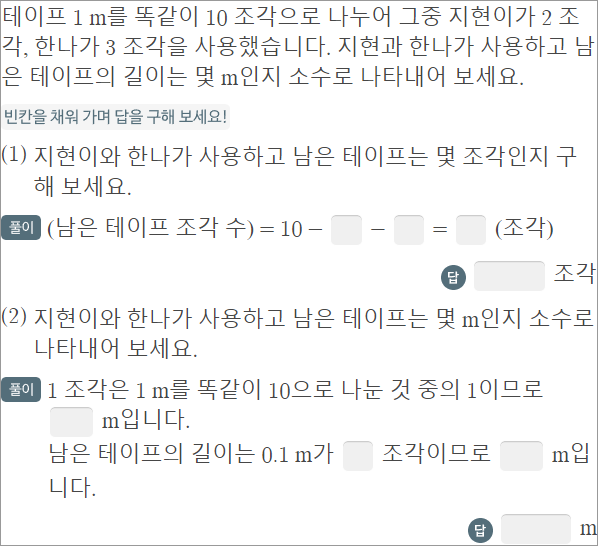 테이프 1 m를 똑같이 10 조각으로 나누어 그중 지현이가 2 조
각, 한나가 3 조각을 사용했습니다. 지현과 한나가 사용하고 남
은 테이프의 길이는 몇 m인지 소수로 나타내어 보세요.
빈칸을 채워 가며 답을 구해 보세요!
(1) 지현이와 한나가 사용하고 남은 테이프는 몇 조각인지 구
해 보세요.
풀이 (남은 테이프 조각 수) = 10 − − = (조각)
답 조각
(2) 지현이와 한나가 사용하고 남은 테이프는 몇 m인지 소수로
나타내어 보세요.
풀이 1 조각은 1 m를 똑같이 10으로 나눈 것 중의 1이므로
m입니다.
남은 테이프의 길이는 0.1 m가 조각이므로 m입
니다.
답 m